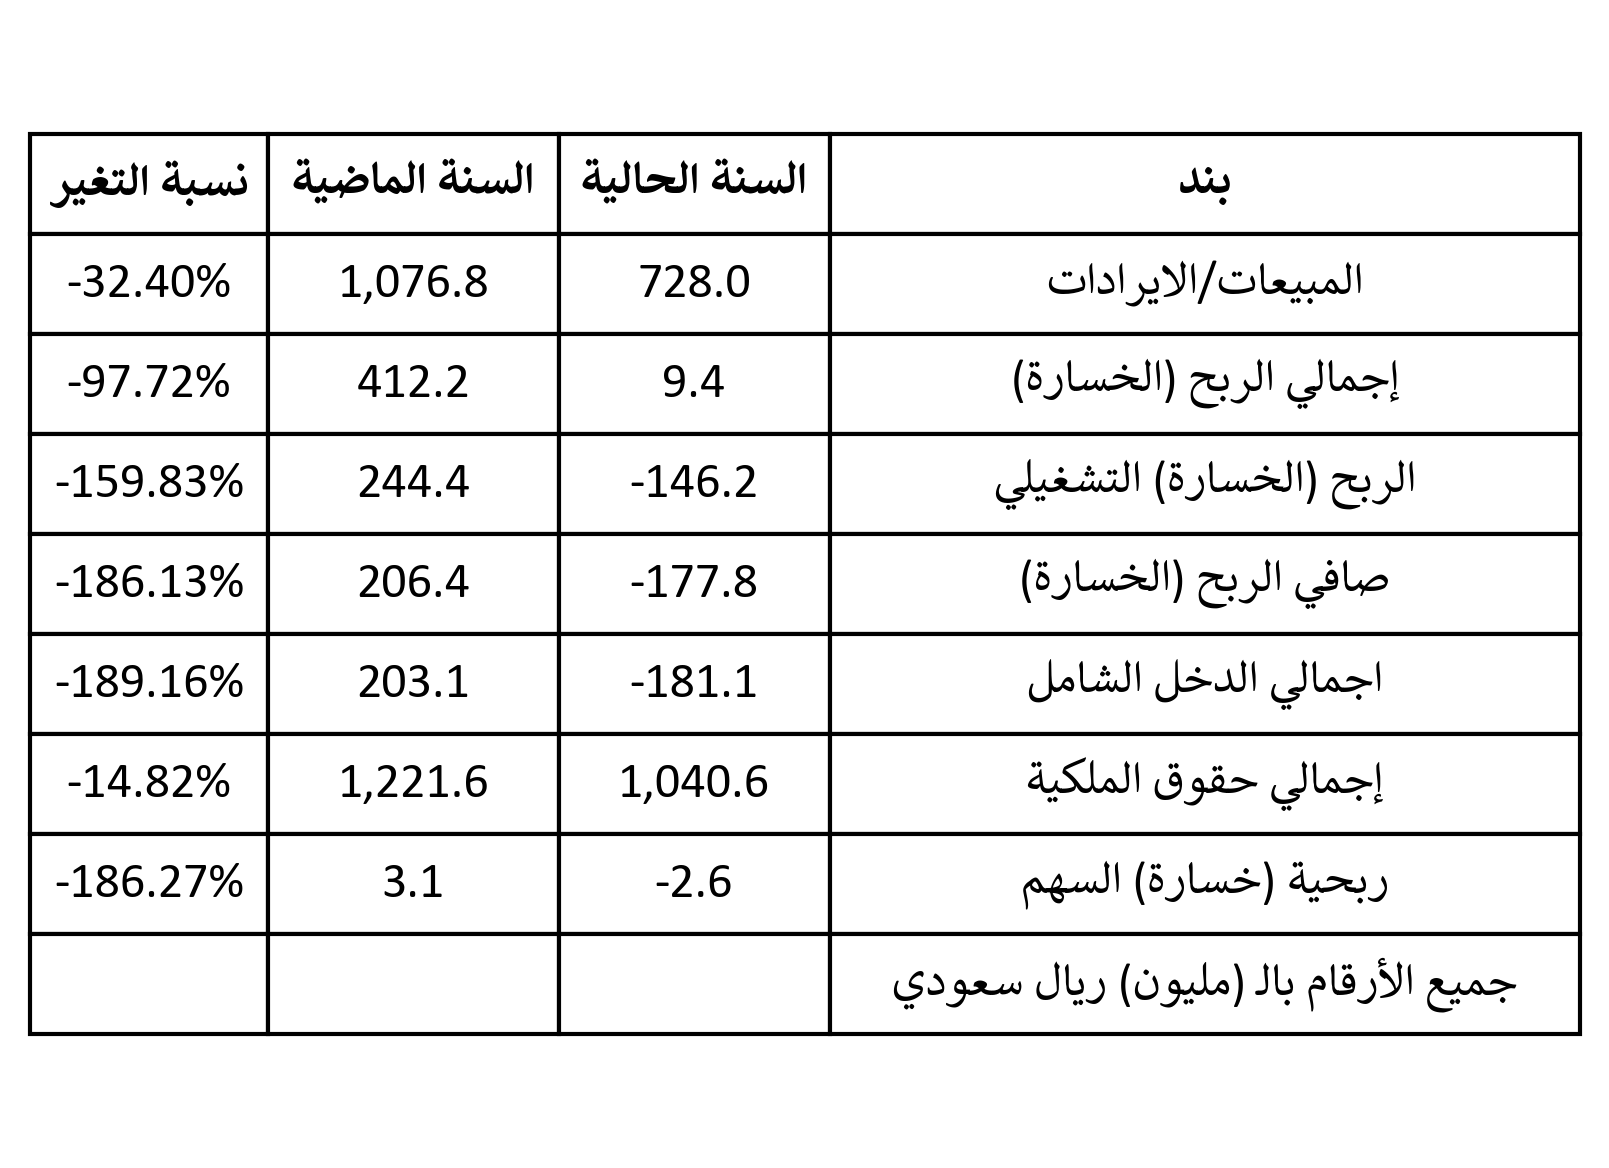 بند السنة الحالية السنة الماضية نسبة التغير
المبيعات/الايرادات 728.0 1,076.8 -32.40%
إجمالي الربح (الخسارة) 9.4 412.2 -97.72%
الربح (الخسارة) التشغيلي -146.2 244.4 -159.83%
صافي الربح (الخسارة) -177.8 206.4 -186.13%
اجمالي الدخل الشامل -181.1 203.1 -189.16%
إجمالي حقوق الملكية 1,040.6 1,221.6 -14.82%
ربحية (خسارة) السهم -2.6 3.1 -186.27%
جميع الأرقام بالـ (مليون) ريال سعودي